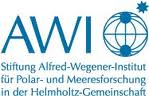 AWI
Stiftung Alfred-Wegener-Institut
für Polar- und Meeresforschung
in der Helmholtz-Gemeinschaft